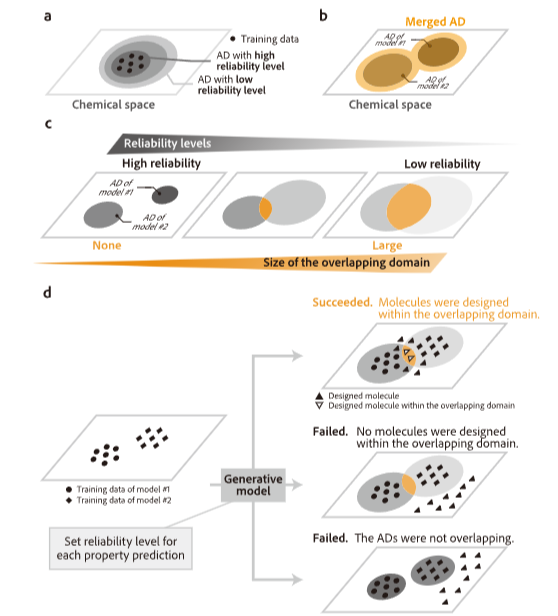 a
Training data
AD with high
reliability level
AD with low
reliability level
Chemical space
b
Merged AD
AD of
model #1
AD of
model #2
Chemical space
c
Reliability levels
High reliability
Low reliability
AD of
model #1
AD of
model #2
None
Large
Size of the overlapping domain
d
Succeeded. Molecules were designed
within the overlapping domain.
Designed molecule
Designed molecule within the overlapping domain
Failed. No molecules were designed
within the overlapping domain.
Training data of model #1
Training data of model #2
Generative
model
Set reliability level for
each property prediction
Failed. The ADs were not overlapping.